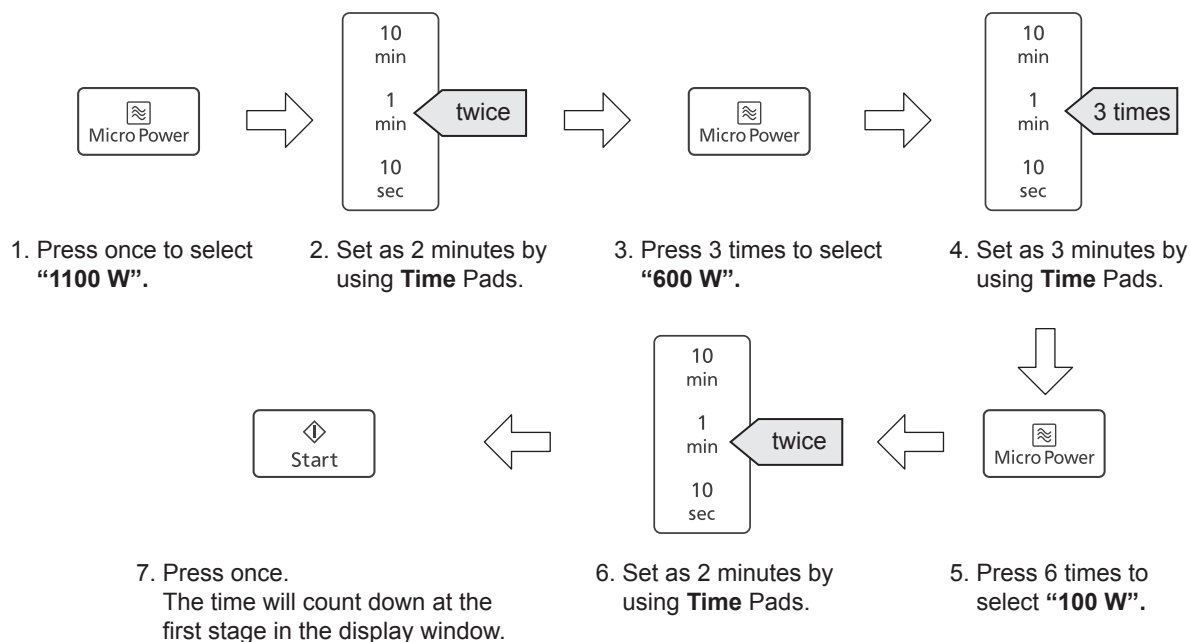 10
min
1
min
10
sec
twice
Micro Power
10
min
1
min
10
sec
3 times
Micro Power
1. Press once to select
“1100 W”.
2. Set as 2 minutes by
using Time Pads.
3. Press 3 times to select
“600 W”.
4. Set as 3 minutes by
using Time Pads.
Micro Power
10
min
1
min
10
sec
twice
Start
5. Press 6 times to
select “100 W”.
6. Set as 2 minutes by
using Time Pads.
7. Press once.
The time will count down at the
first stage in the display window.